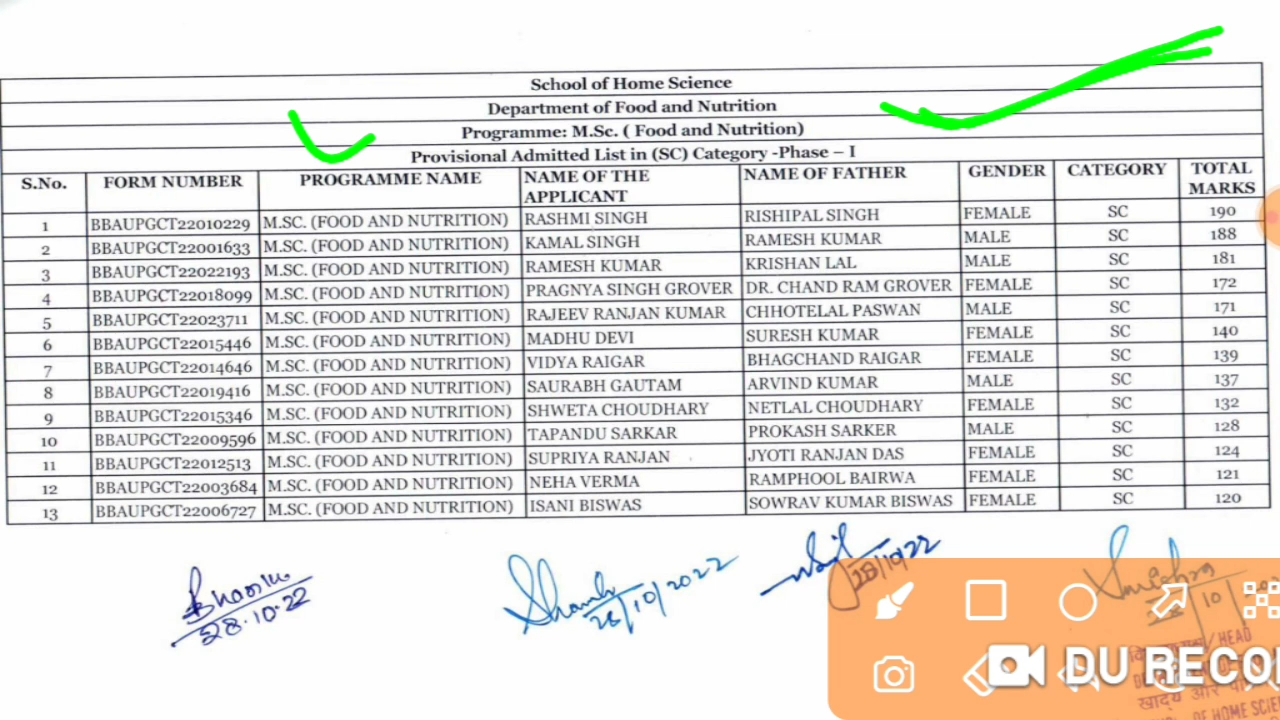 School of Home Science
Department of Food and Nutrition
Programme: M.Sc. ( Food and Nutrition)
Provisional Admitted List in (SC) Category -Phase – I
S.No. FORM NUMBER PROGRAMME NAME NAME OF THE APPLICANT NAME OF FATHER GENDER CATEGORY TOTAL MARKS
1 BBAUPGCT22010229 M.SC. (FOOD AND NUTRITION) RASHMI SINGH RISHIPAL SINGH FEMALE SC 190
2 BBAUPGCT22001633 M.SC. (FOOD AND NUTRITION) KAMAL SINGH RAMESH KUMAR MALE SC 188
3 BBAUPGCT22022193 M.SC. (FOOD AND NUTRITION) RAMESH KUMAR KRISHAN LAL MALE SC 181
4 BBAUPGCT22018099 M.SC. (FOOD AND NUTRITION) PRAGNYA SINGH GROVER DR. CHAND RAM GROVER FEMALE SC 172
5 BBAUPGCT22023711 M.SC. (FOOD AND NUTRITION) RAJEEV RANJAN KUMAR CHHOTELAL PASWAN MALE SC 171
6 BBAUPGCT22015446 M.SC. (FOOD AND NUTRITION) MADHU DEVI SURESH KUMAR FEMALE SC 140
7 BBAUPGCT22014646 M.SC. (FOOD AND NUTRITION) VIDYA RAIGAR BHAGCHAND RAIGAR FEMALE SC 139
8 BBAUPGCT22019416 M.SC. (FOOD AND NUTRITION) SAURABH GAUTAM ARVIND KUMAR MALE SC 137
9 BBAUPGCT22015346 M.SC. (FOOD AND NUTRITION) SHWETA CHOUDHARY NETLAL CHOUDHARY FEMALE SC 132
10 BBAUPGCT22009596 M.SC. (FOOD AND NUTRITION) TAPANDU SARKAR PROKASH SARKER MALE SC 128
11 BBAUPGCT22012513 M.SC. (FOOD AND NUTRITION) SUPRIYA RANJAN JYOTI RANJAN DAS FEMALE SC 124
12 BBAUPGCT22003684 M.SC. (FOOD AND NUTRITION) NEHA VERMA RAMPHOOL BAIRWA FEMALE SC 121
13 BBAUPGCT22006727 M.SC. (FOOD AND NUTRITION) ISANI BISWAS SOWRAV KUMAR BISWAS FEMALE SC 120
28.10.22
28/10/2022
28/10/22
28 10
/ HEAD
DU RECO
खाद्य और
OF HOME SCIE